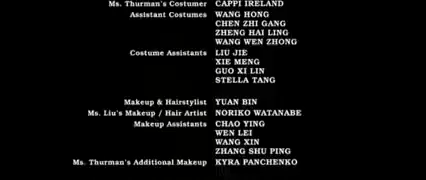 Ms. Thurman's Costumer CAPPI IRELAND
Assistant Costumes WANG HONG
CHEN ZHI GANG
ZHENG HAI LING
WANG WEN ZHONG
Costume Assistants LIU JIE
XIE MENG
GUO XI LIN
STELLA TANG
Makeup & Hairstylist YUAN BIN
Ms. Liu's Makeup / Hair Artist NORIKO WATANABE
Makeup Assistants CHAO YING
WEN LEI
WANG XIN
ZHANG SHU PING
Ms. Thurman's Additional Makeup KYRA PANCHENKO